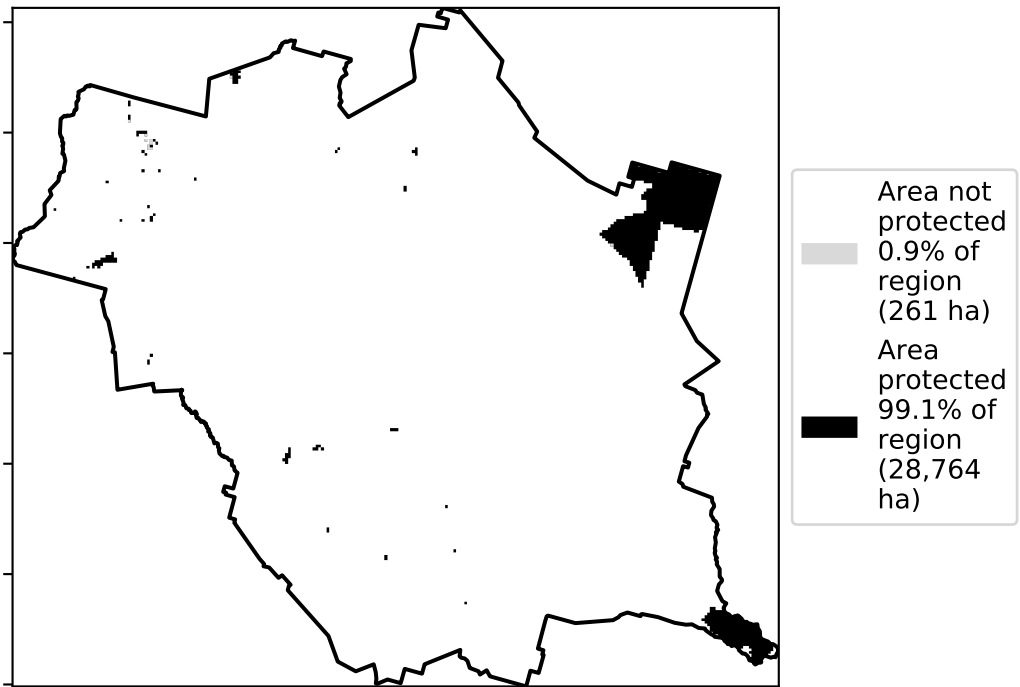 Area not
protected
0.9% of
region
(261 ha)
Area
protected
99.1% of
region
(28,764
ha)